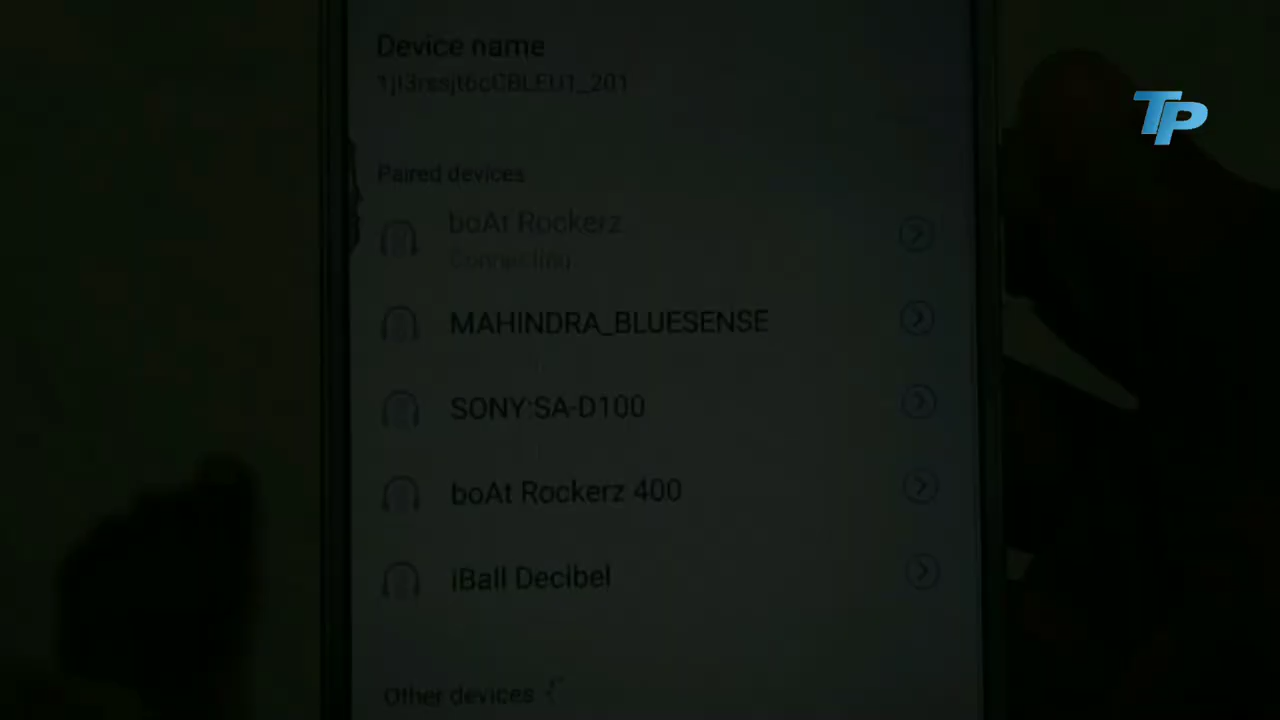 Device name
TP
Paired devices
boAt Rockerz
Connecting
MAHINDRA_BLUESENSE
SONY:SA-D100
boAt Rockerz 400
iBall Decibel
Other devices